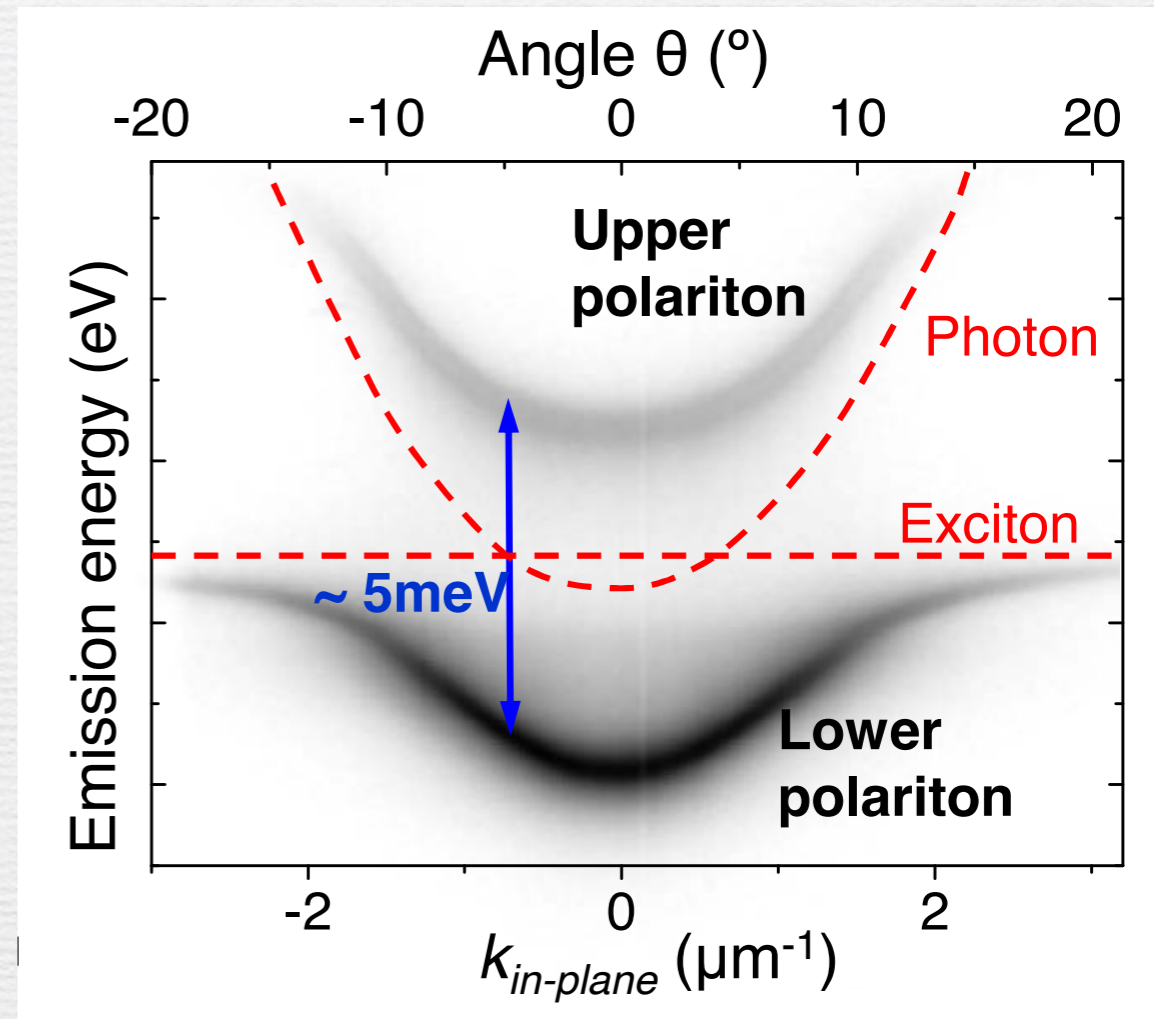 Angle θ (º)
-20 -10 0 10 20
Upper
polariton
Photon
Exciton
~ 5meV
Lower
polariton
Emission energy (eV)
-2 0 2
k in-plane (μm-1)